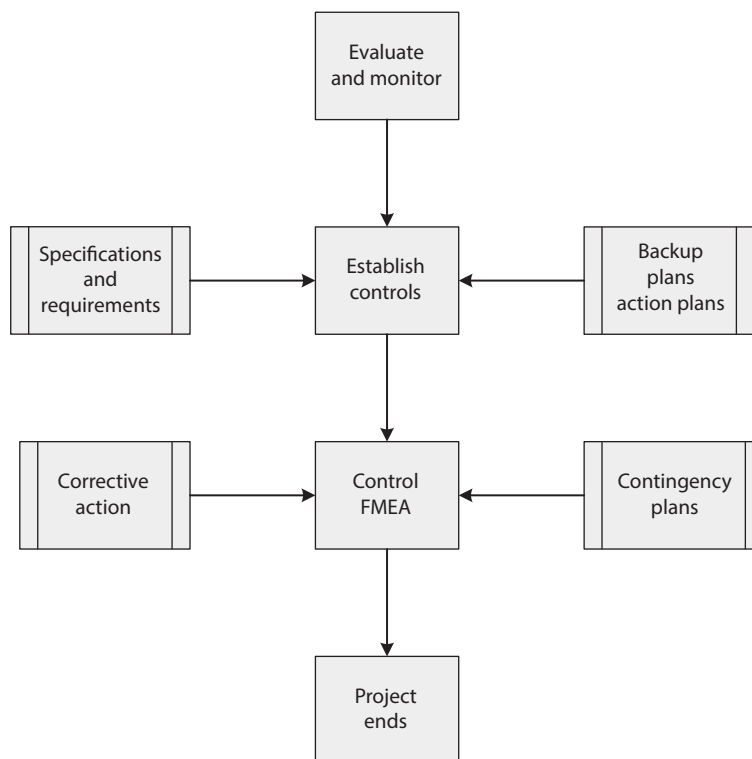 Evaluate
and monitor
Specifications
and
requirements
Establish
controls
Backup
plans
action plans
Corrective
action
Control
FMEA
Contingency
plans
Project
ends